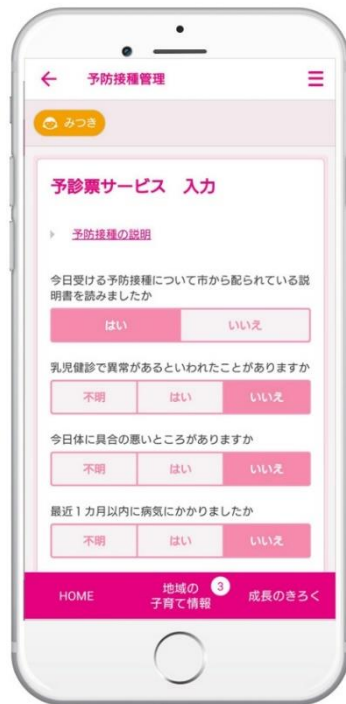 予防接種管理
みつき
予診票サービス 入力
予防接種の説明
今日受ける予防接種について市から配られている説
明書を読みましたか
はい いいえ
乳児健診で異常があるといわれたことがありますか
不明 はい いいえ
今日体に具合の悪いところがありますか
不明 はい いいえ
最近1カ月以内に病気にかかりましたか
不明 はい いいえ
HOME
地域の
子育て情報
3
成長のきろく